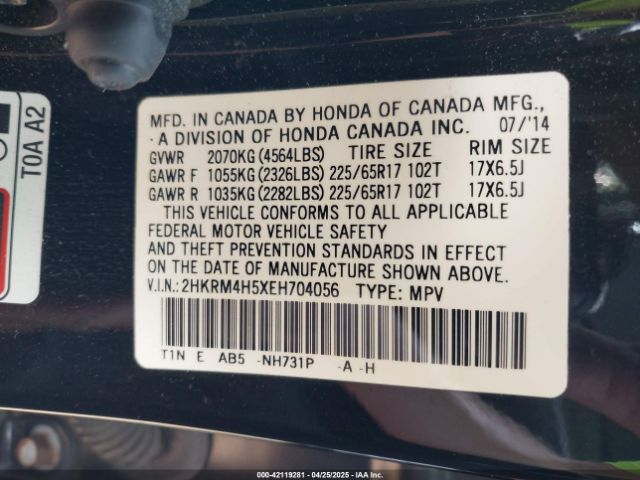 T0A A2
MFD. IN CANADA BY HONDA OF CANADA MFG.,
A DIVISION OF HONDA CANADA INC. 07/'14
GVWR 2070KG (4564LBS) TIRE SIZE RIM SIZE
GAWR F 1055KG (2326LBS) 225/65R17 102T 17X6.5J
GAWR R 1035KG (2282LBS) 225/65R17 102T 17X6.5J
THIS VEHICLE CONFORMS TO ALL APPLICABLE
FEDERAL MOTOR VEHICLE SAFETY
AND THEFT PREVENTION STANDARDS IN EFFECT
ON THE DATE OF MANUFACTURE SHOWN ABOVE.
V.I.N.: 2HKRM4H5XEH704056 TYPE: MPV
T1N E AB5 -NH731P -A -H
000-42119281 - 04/25/2025 - IAAI.COM